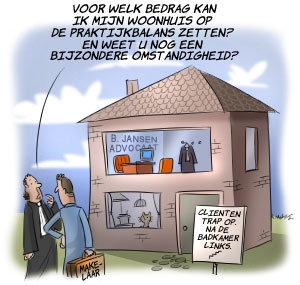 VOOR WELK BEDRAG KAN
IK MIJN WOONHUIS OP
DE PRAKTIJKBALANS ZETTEN?
EN WEET U NOG EEN
BIJZONDERE OMSTANDIGHEID?
B. JANSEN
ADVOCAAT
CLIENTEN
TRAP OP.
NA DE
BADKAMER
LINKS.
MAKE-
LAAR